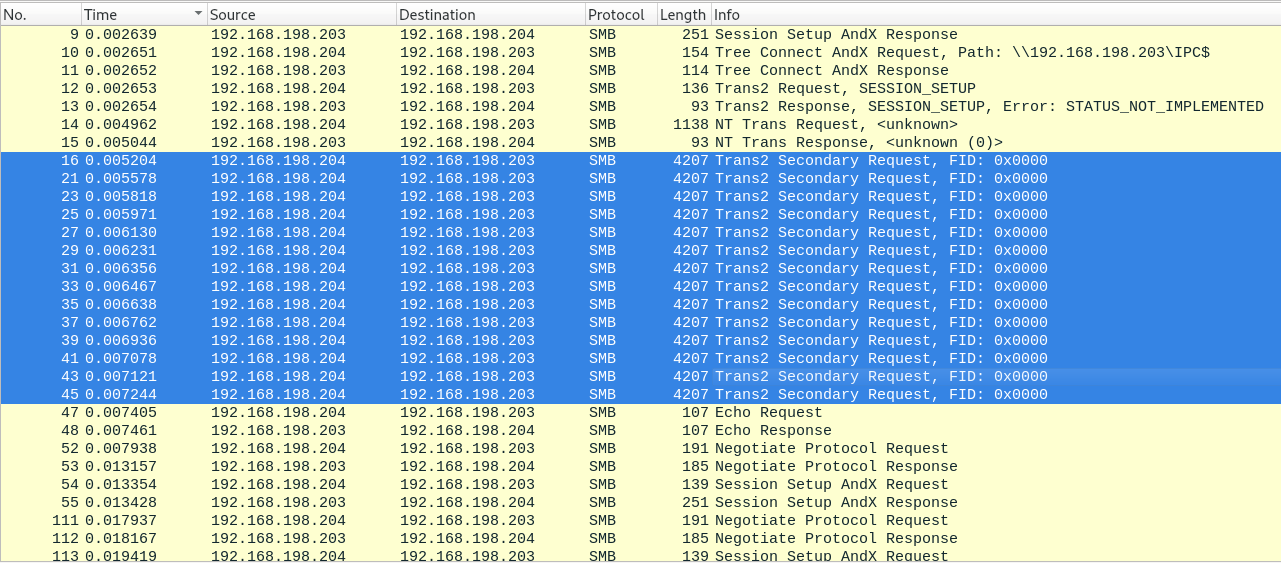 No. Time Source Destination Protocol Length Info
9 0.002639 192.168.198.203 192.168.198.204 SMB 251 Session Setup AndX Response
10 0.002651 192.168.198.204 192.168.198.203 SMB 154 Tree Connect AndX Request, Path: \\192.168.198.203\IPC$
11 0.002652 192.168.198.203 192.168.198.204 SMB 114 Tree Connect AndX Response
12 0.002653 192.168.198.204 192.168.198.203 SMB 136 Trans2 Request, SESSION_SETUP
13 0.002654 192.168.198.203 192.168.198.204 SMB 93 Trans2 Response, SESSION_SETUP, Error: STATUS_NOT_IMPLEMENTED
14 0.004962 192.168.198.204 192.168.198.203 SMB 1138 NT Trans Request, <unknown>
15 0.005044 192.168.198.203 192.168.198.204 SMB 93 NT Trans Response, <unknown (0)>
16 0.005204 192.168.198.204 192.168.198.203 SMB 4207 Trans2 Secondary Request, FID: 0x0000
21 0.005578 192.168.198.204 192.168.198.203 SMB 4207 Trans2 Secondary Request, FID: 0x0000
23 0.005818 192.168.198.204 192.168.198.203 SMB 4207 Trans2 Secondary Request, FID: 0x0000
25 0.005971 192.168.198.204 192.168.198.203 SMB 4207 Trans2 Secondary Request, FID: 0x0000
27 0.006130 192.168.198.204 192.168.198.203 SMB 4207 Trans2 Secondary Request, FID: 0x0000
29 0.006231 192.168.198.204 192.168.198.203 SMB 4207 Trans2 Secondary Request, FID: 0x0000
31 0.006356 192.168.198.204 192.168.198.203 SMB 4207 Trans2 Secondary Request, FID: 0x0000
33 0.006467 192.168.198.204 192.168.198.203 SMB 4207 Trans2 Secondary Request, FID: 0x0000
35 0.006638 192.168.198.204 192.168.198.203 SMB 4207 Trans2 Secondary Request, FID: 0x0000
37 0.006762 192.168.198.204 192.168.198.203 SMB 4207 Trans2 Secondary Request, FID: 0x0000
39 0.006936 192.168.198.204 192.168.198.203 SMB 4207 Trans2 Secondary Request, FID: 0x0000
41 0.007078 192.168.198.204 192.168.198.203 SMB 4207 Trans2 Secondary Request, FID: 0x0000
43 0.007121 192.168.198.204 192.168.198.203 SMB 4207 Trans2 Secondary Request, FID: 0x0000
45 0.007244 192.168.198.204 192.168.198.203 SMB 4207 Trans2 Secondary Request, FID: 0x0000
47 0.007405 192.168.198.204 192.168.198.203 SMB 107 Echo Request
48 0.007461 192.168.198.203 192.168.198.204 SMB 107 Echo Response
52 0.007938 192.168.198.204 192.168.198.203 SMB 191 Negotiate Protocol Request
53 0.013157 192.168.198.203 192.168.198.204 SMB 185 Negotiate Protocol Response
54 0.013354 192.168.198.204 192.168.198.203 SMB 139 Session Setup AndX Request
55 0.013428 192.168.198.203 192.168.198.204 SMB 251 Session Setup AndX Response
111 0.017937 192.168.198.204 192.168.198.203 SMB 191 Negotiate Protocol Request
112 0.018167 192.168.198.203 192.168.198.204 SMB 185 Negotiate Protocol Response
113 0.019419 192.168.198.204 192.168.198.203 SMB 139 Session Setup AndX Request